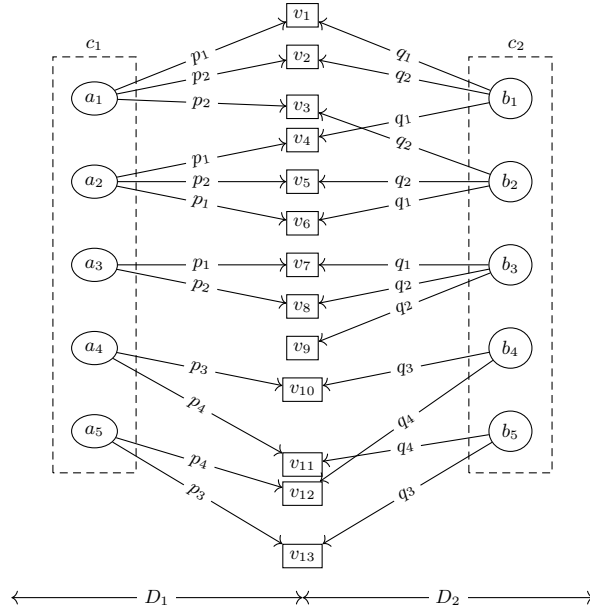 v₁
p₁ q₁
c₁ v₂ c₂
p₂ q₂
a₁ p₂ v₃ b₁
q₁
p₁ v₄ q₂
a₂ p₂ v₅ q₂ b₂
p₁ v₆ q₁
a₃ p₁ v₇ q₁ b₃
p₂ v₈ q₂
q₂
a₄ v₉ b₄
p₃ v₁₀ q₃
p₄ q₄
a₅ b₅
p₄ v₁₁ q₄
p₃ v₁₂ q₃
v₁₃
D₁ D₂